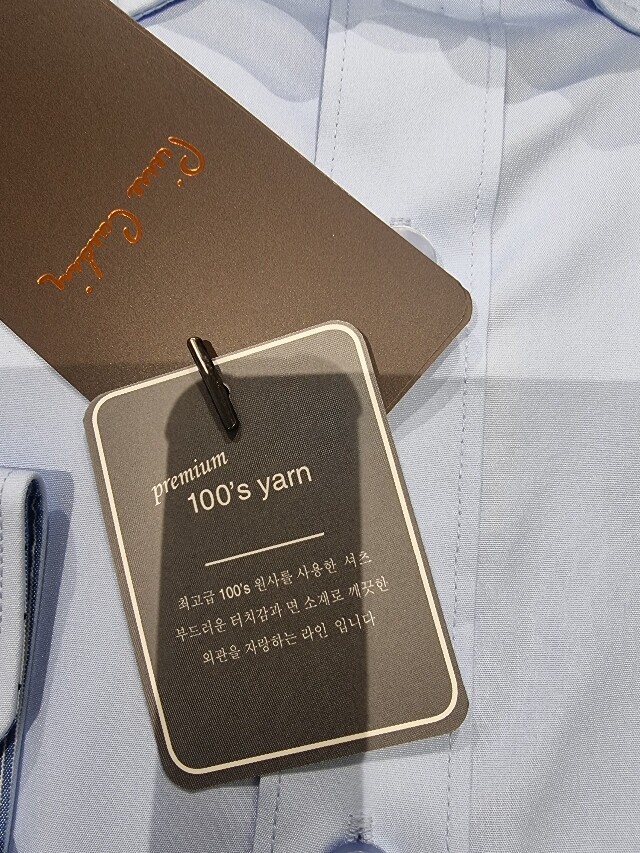 Pierre Cardin
premium
100's yarn
최고급 100's 원사를 사용한 셔츠
부드러운 터치감과 면 소재로 깨끗한
외관을 자랑하는 라인 입니다